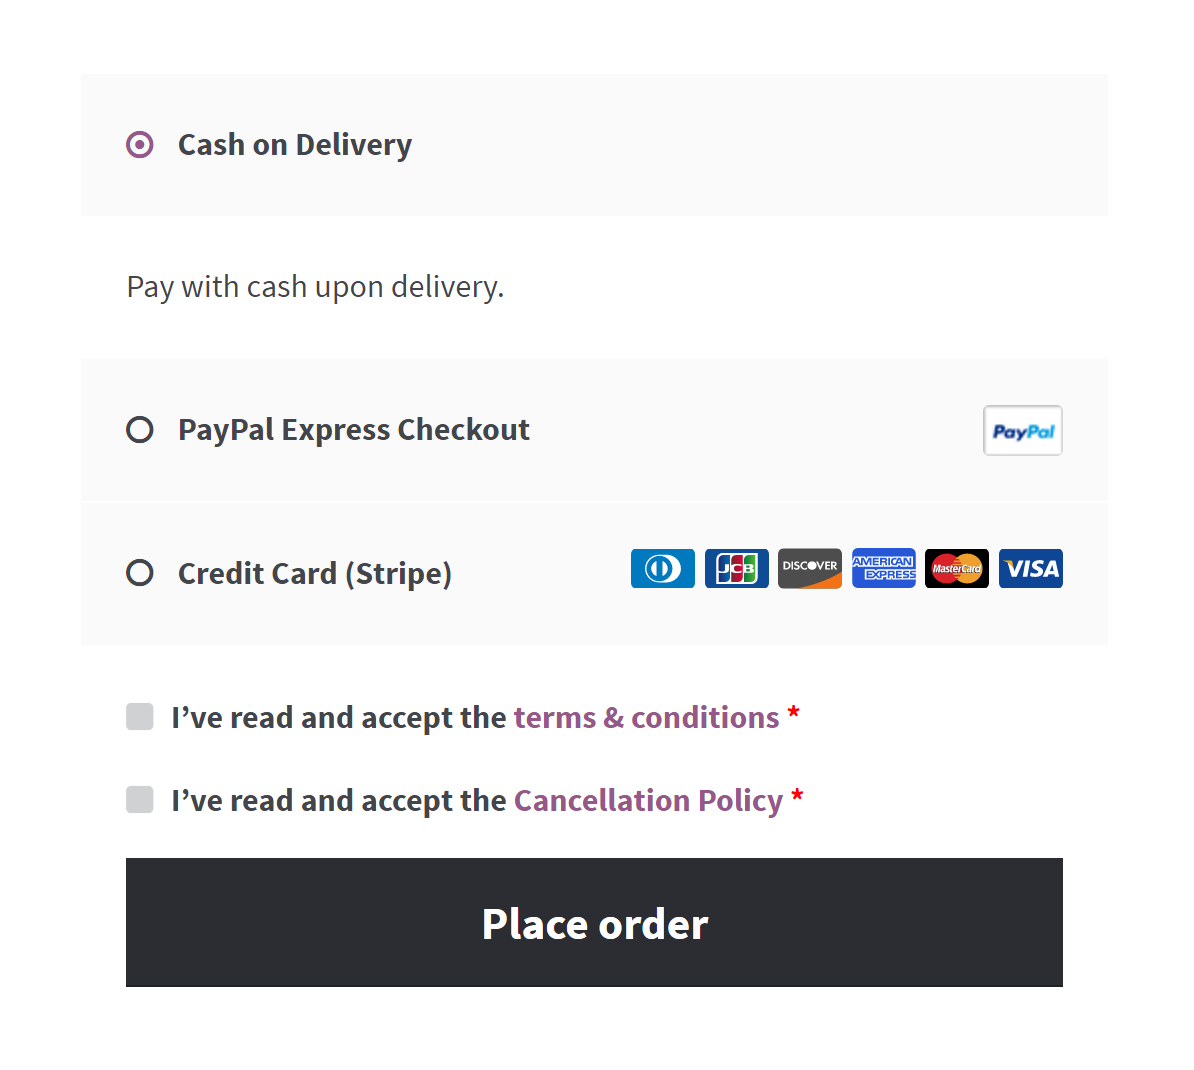 Cash on Delivery
Pay with cash upon delivery.
PayPal Express Checkout
PayPal
Credit Card (Stripe)
JCB
DISCOVER
AMERICAN
EXPRESS
MasterCard
VISA
I’ve read and accept the terms & conditions *
I’ve read and accept the Cancellation Policy *
Place order